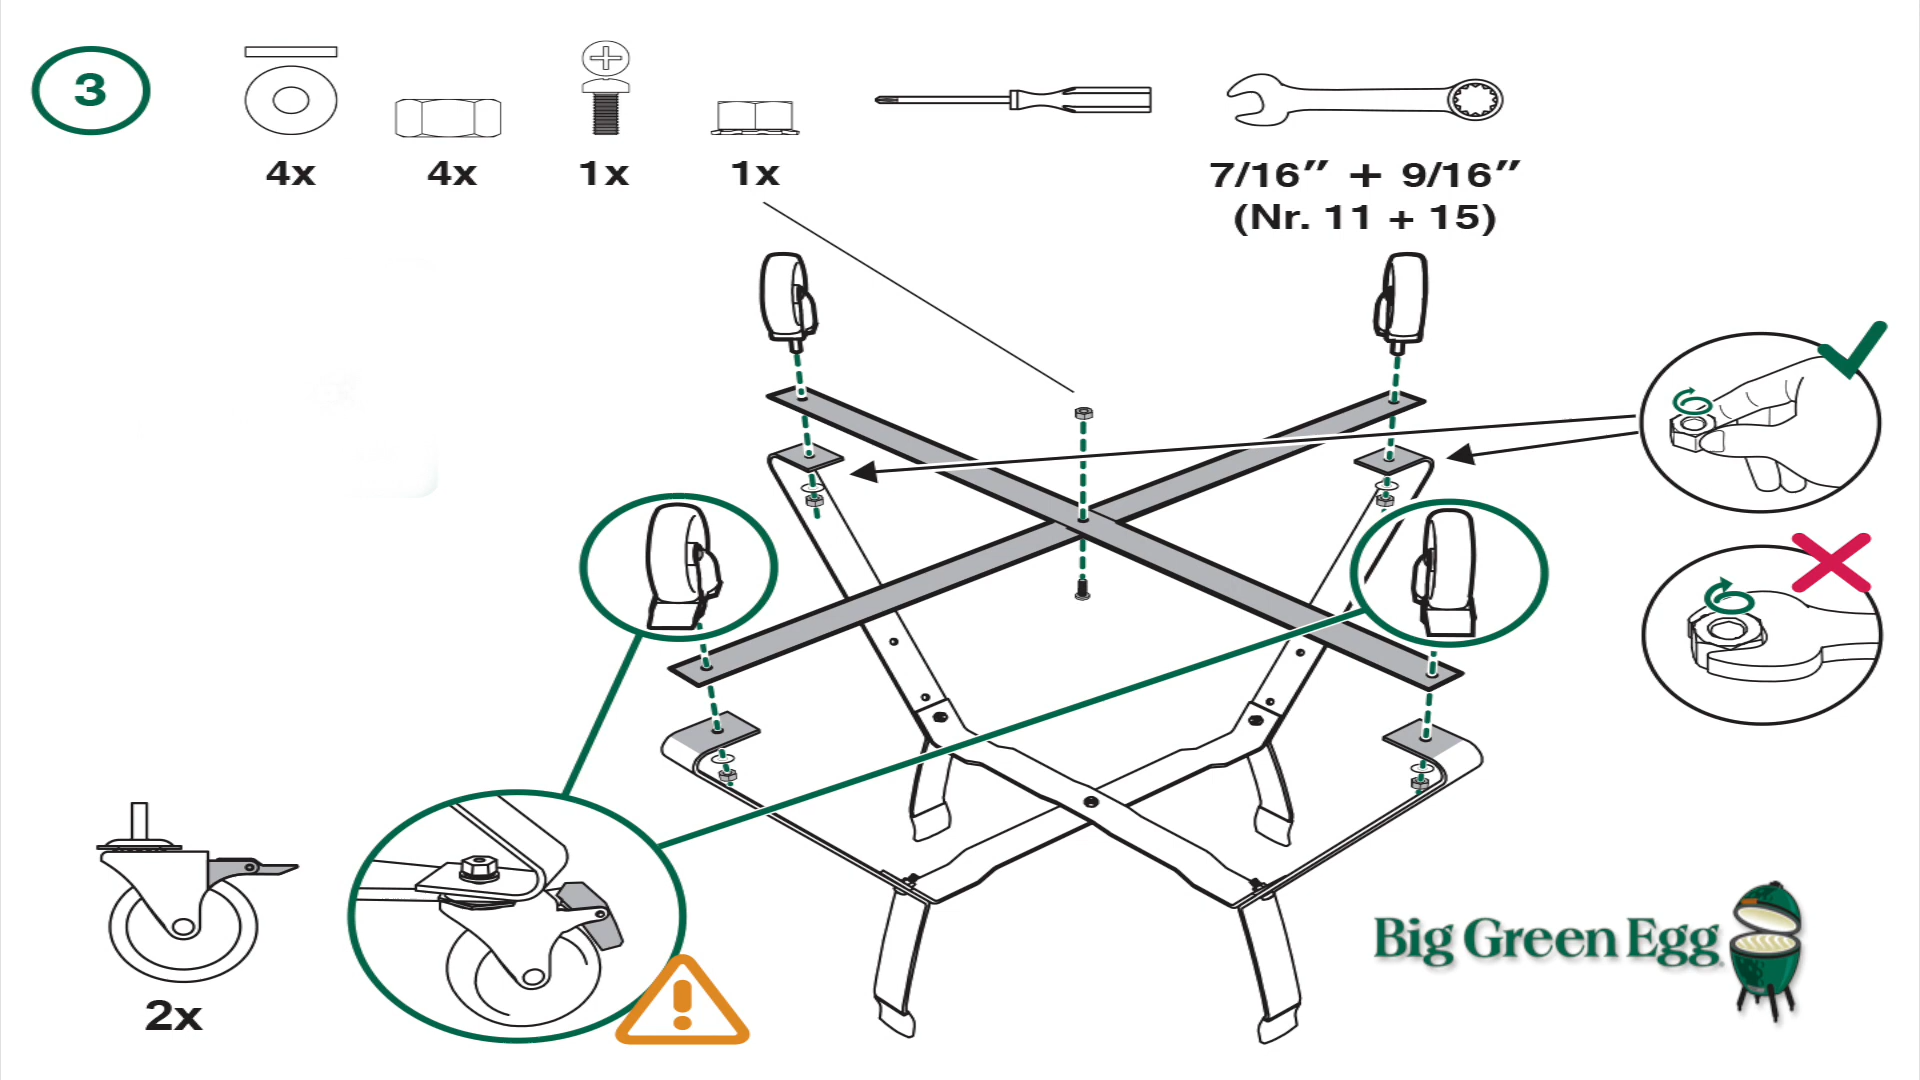 3
4x
4x
1x
1x
7/16″ + 9/16″
(Nr. 11 + 15)
2x
Big Green Egg